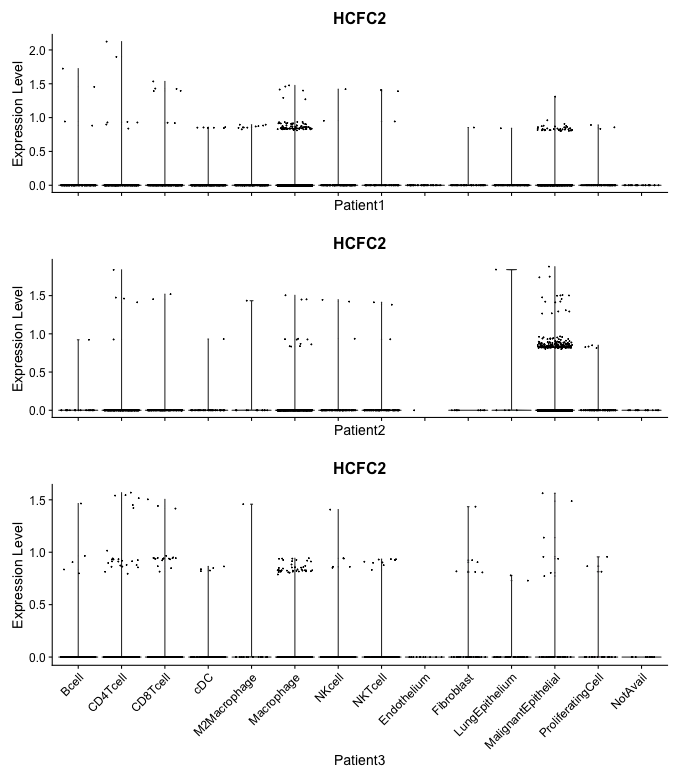 HCFC2
Expression Level
2.0
1.5
1.0
0.5
0.0
Patient1
HCFC2
Expression Level
1.5
1.0
0.5
0.0
Patient2
HCFC2
Expression Level
1.5
1.0
0.5
0.0
Bcell
CD4Tcell
CD8Tcell
cDC
M2Macrophage
Macrophage
NKcell
NKTcell
Endothelium
Fibroblast
LungEpithelium
MalignantEpithelial
ProliferatingCell
NotAvail
Patient3